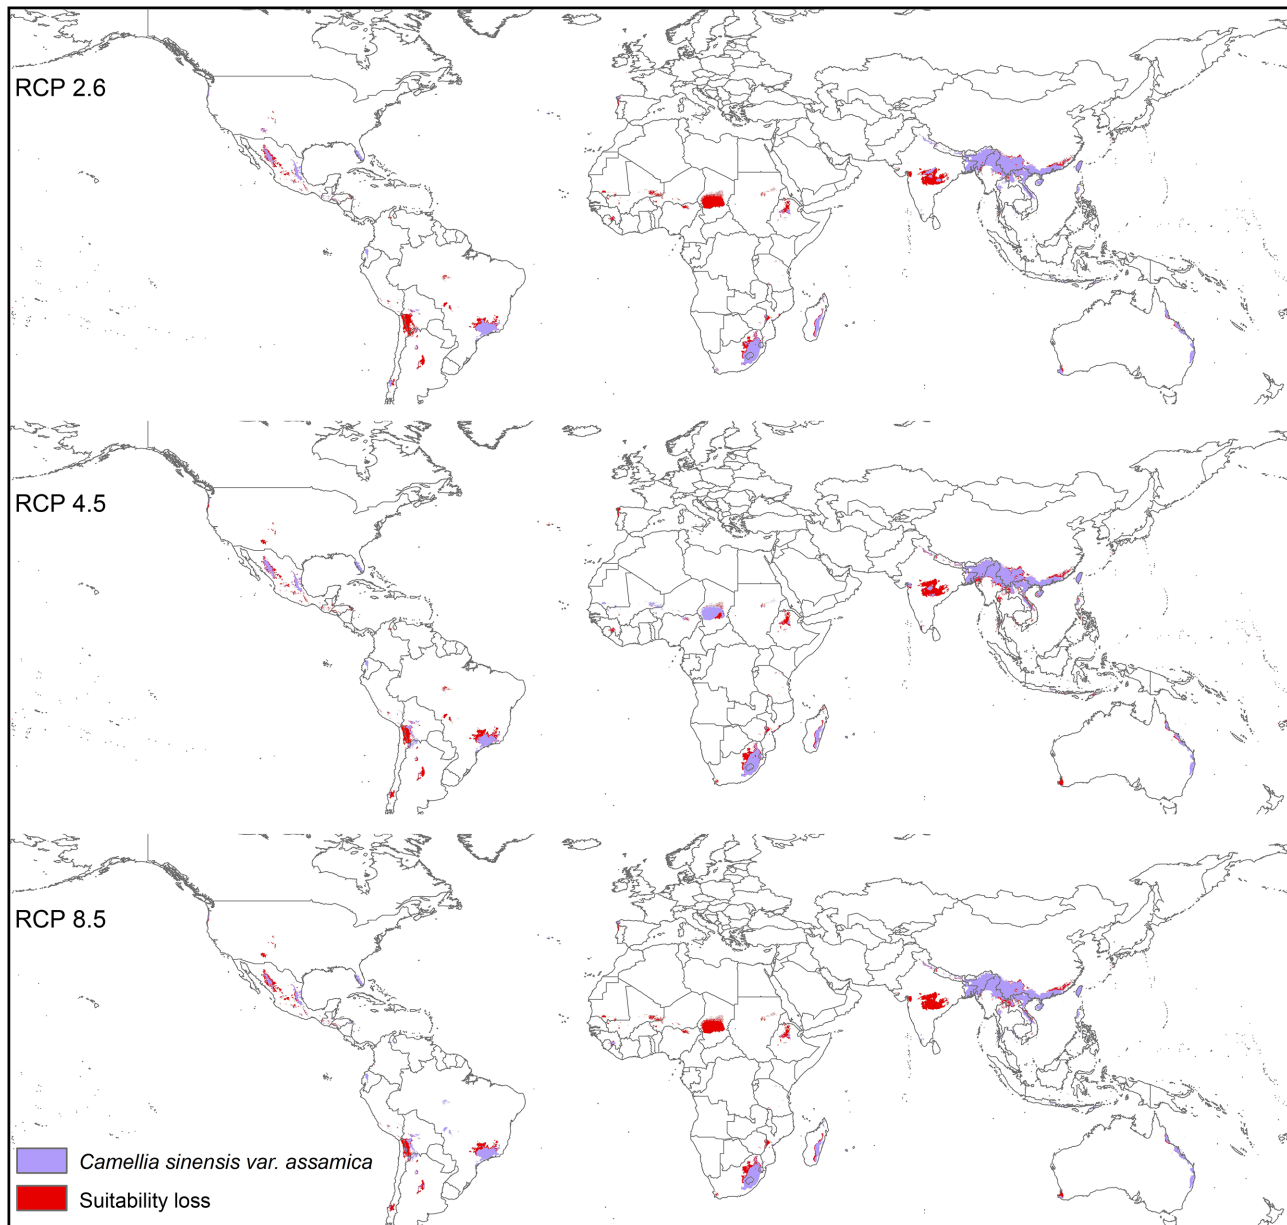 RCP 2.6
RCP 4.5
RCP 8.5
Camellia sinensis var. assamica
Suitability loss